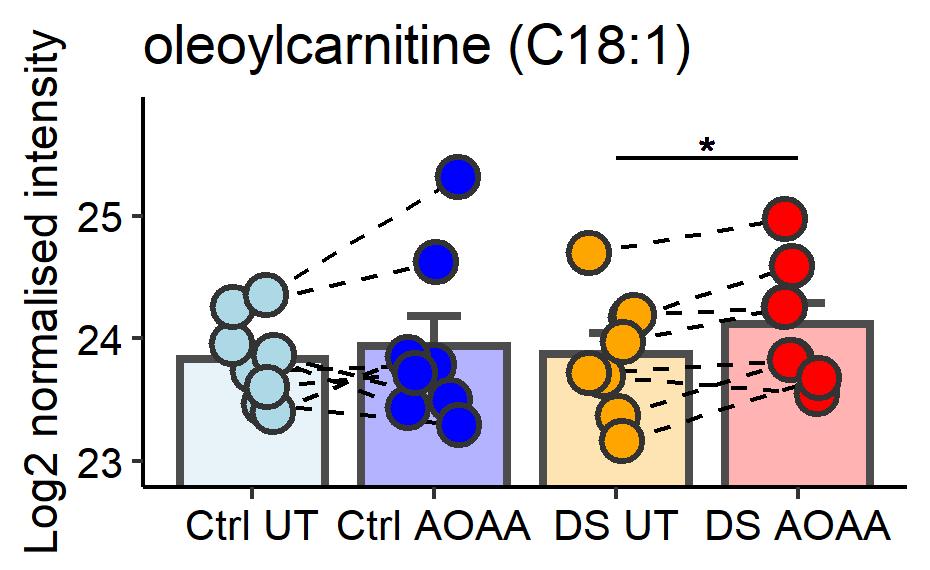 oleoylcarnitine (C18:1)
Log2 normalised intensity
25
24
23
*
Ctrl UT Ctrl AOAA DS UT DS AOAA